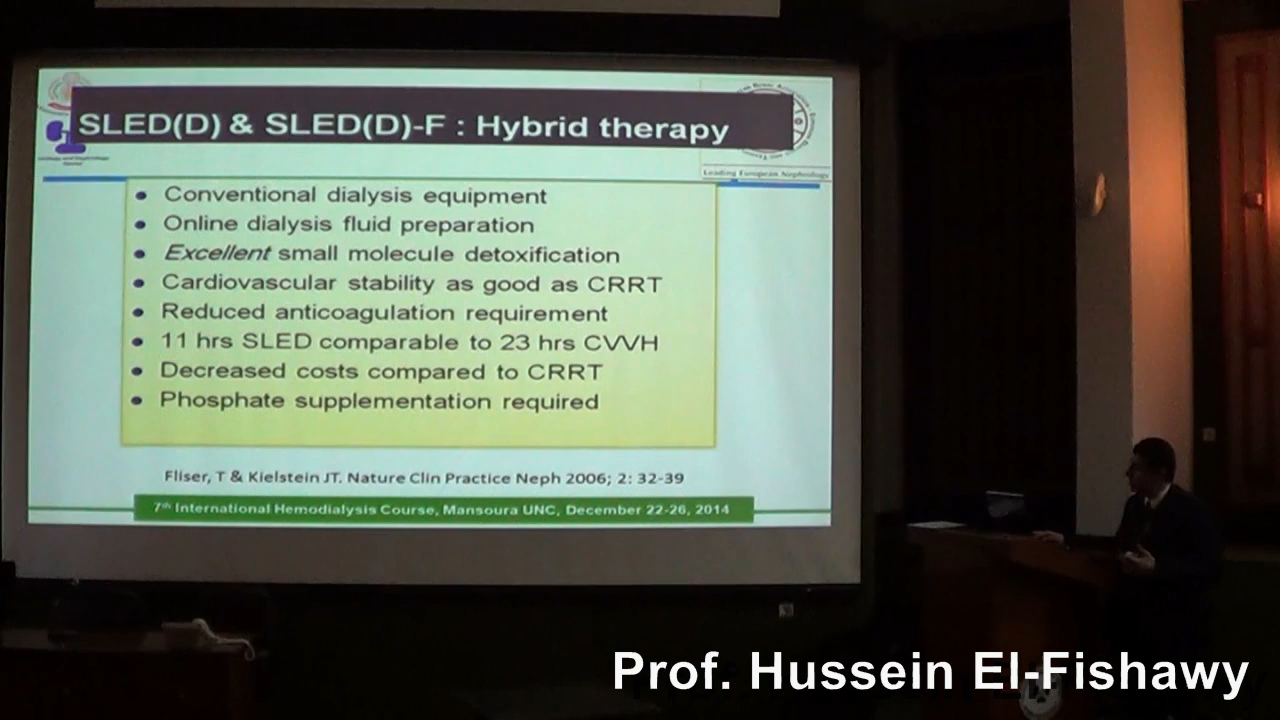 SLED(D) & SLED(D)-F : Hybrid therapy
Leading European Nephrology
• Conventional dialysis equipment
• Online dialysis fluid preparation
• Excellent small molecule detoxification
• Cardiovascular stability as good as CRRT
• Reduced anticoagulation requirement
• 11 hrs SLED comparable to 23 hrs CVVH
• Decreased costs compared to CRRT
• Phosphate supplementation required
Fliser, T & Kielstein JT. Nature Clin Practice Neph 2006; 2: 32-39
7th International Hemodialysis Course, Mansoura UNC, December 22-26, 2014
Prof. Hussein El-Fishawy